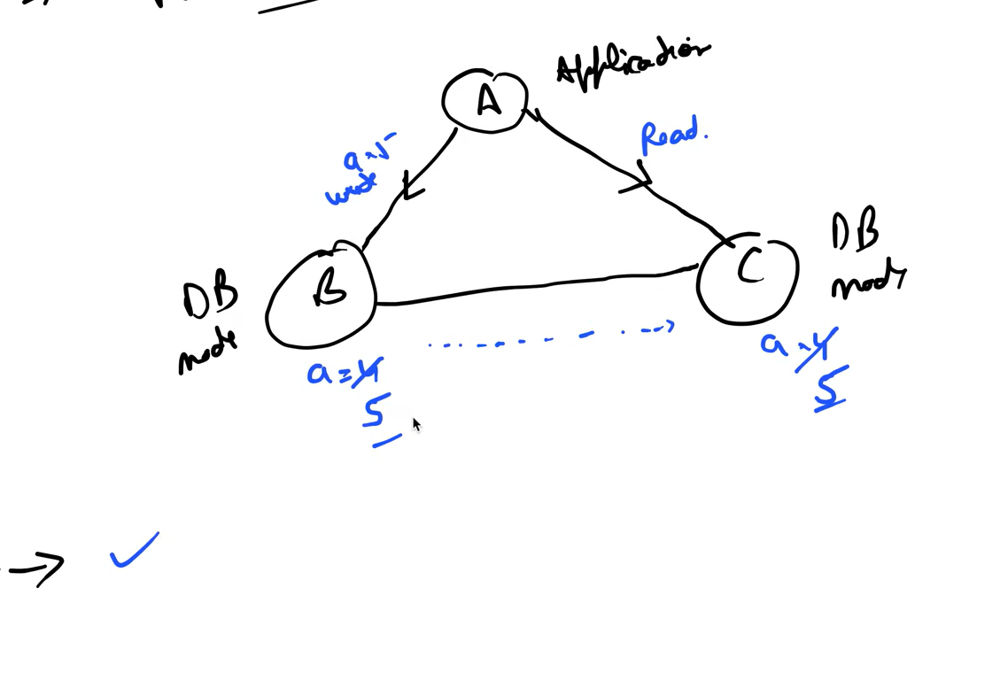 Application
A
Read.
a=5
write
DB
node
B
C
DB
node
a=4
5
a=4
5